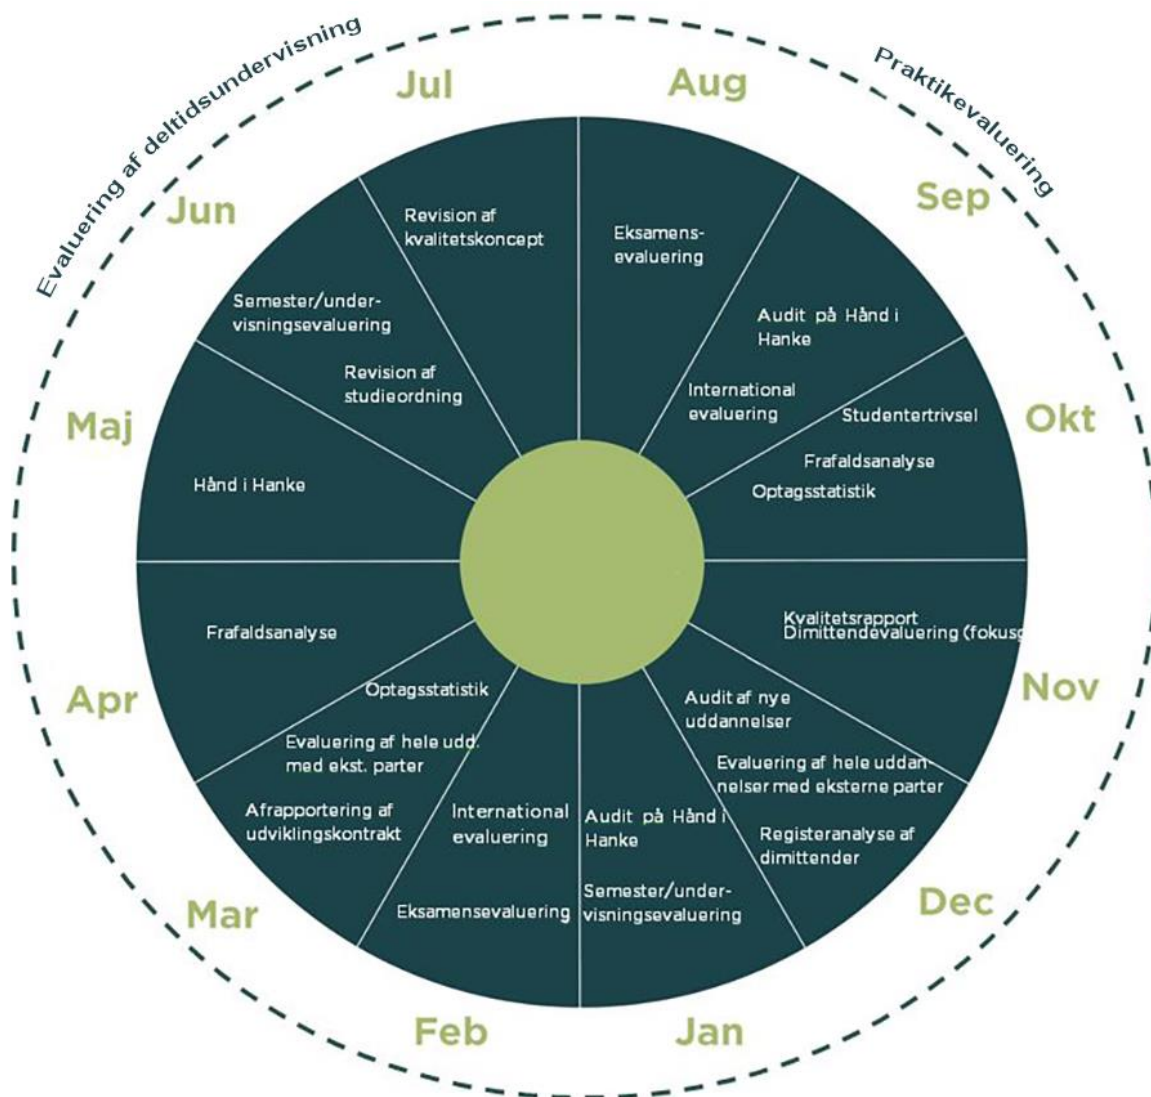 Evaluering af deltidsundervisning
Praktikevaluering
Jul
Aug
Jun
Sep
Maj
Okt
Apr
Nov
Mar
Dec
Feb
Jan
Revision af
kvalitetskoncept
Eksamens-
evaluering
Semester/under-
visningsevaluering
Revision af
studieordning
Audit på Hånd i
Hanke
International
evaluering
Studentertrivsel
Frafaldsanalyse
Optagsstatistik
Hånd i Hanke
Frafaldsanalyse
Kvalitetsrapport
Dimittendevaluering (fokusg
Optagsstatistik
Evaluering af hele udd.
med ekst. parter
Afrapportering af
udviklingskontrakt
Audit af nye
uddannelser
Evaluering af hele uddan-
nelser med eksterne parter
Registeranalyse af
dimittender
International
evaluering
Eksamensevaluering
Audit på Hånd i
Hanke
Semester/under-
visningsevaluering